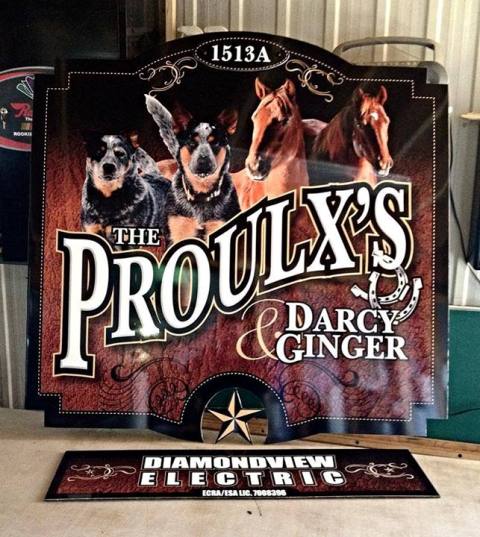 1513A
THE
PROULX'S
& DARCY
GINGER
DIAMONDVIEW
ELECTRIC
ECRA/ESA LIC. 7008396